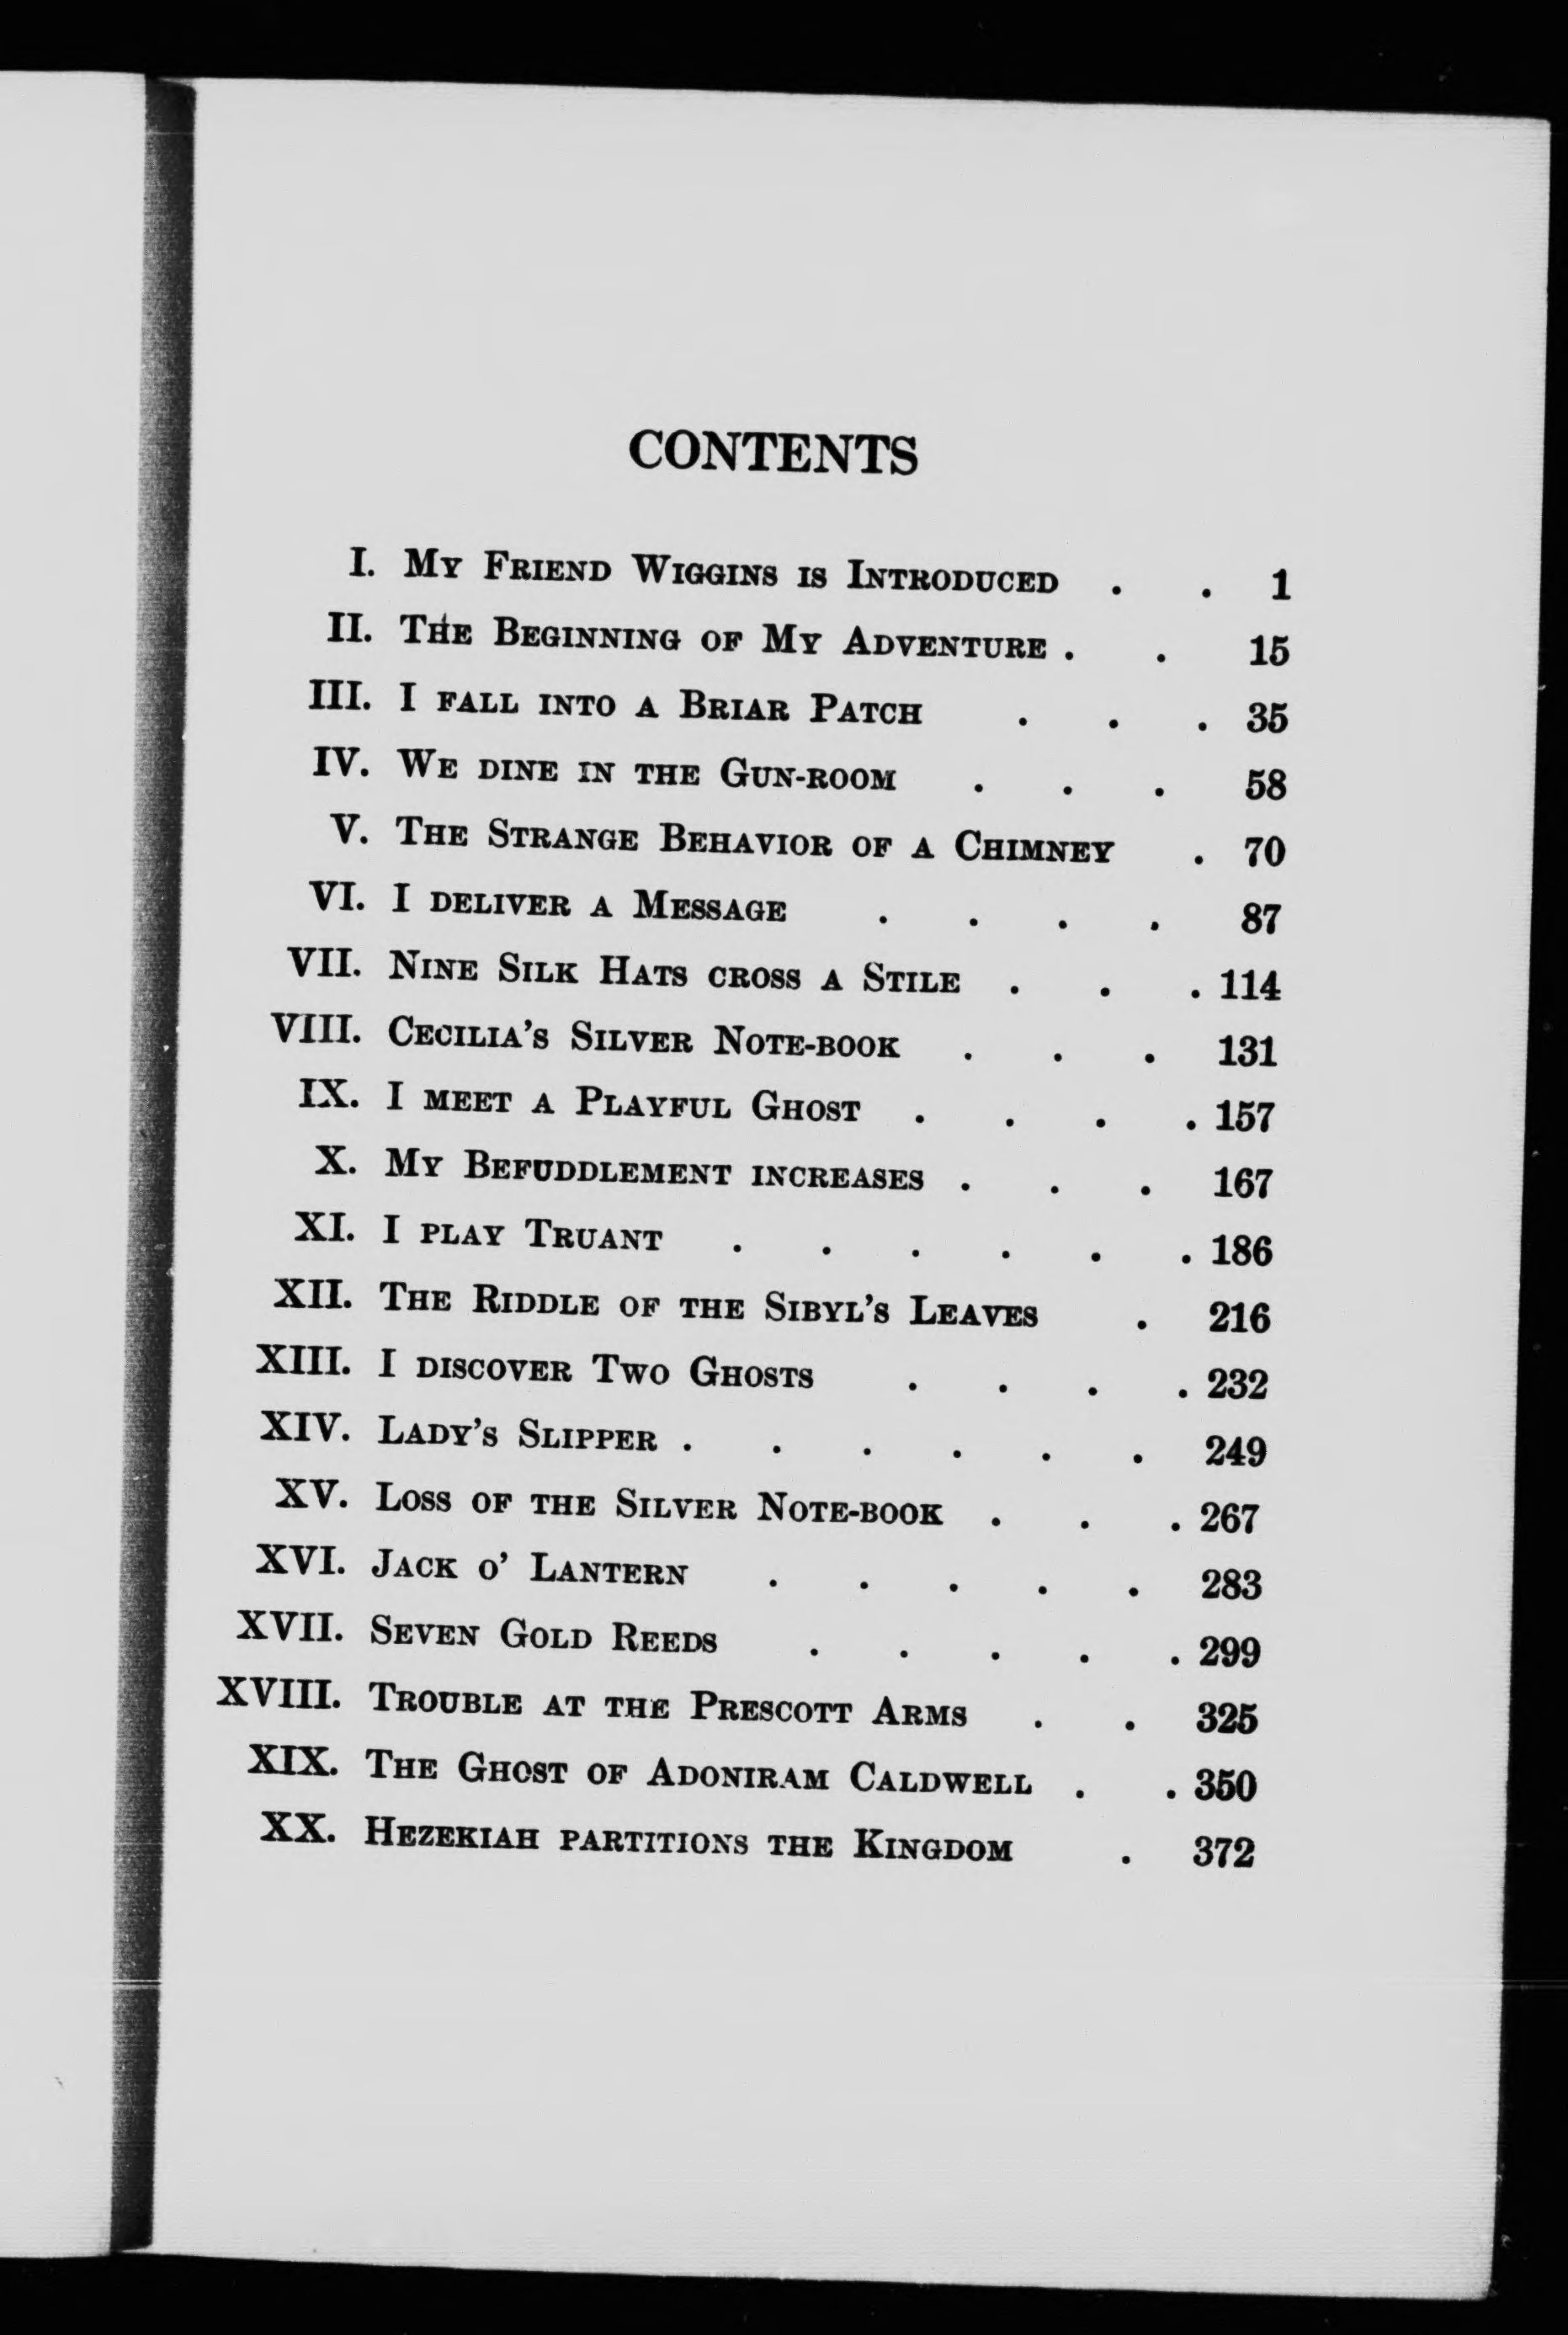 CONTENTS
I. My Friend Wiggins is Introduced . . 1
II. The Beginning of My Adventure . . 15
III. I fall into a Briar Patch . . . 35
IV. We dine in the Gun-room . . . 58
V. The Strange Behavior of a Chimney . 70
VI. I deliver a Message . . . . 87
VII. Nine Silk Hats cross a Stile . . . 114
VIII. Cecilia's Silver Note-book . . . 131
IX. I meet a Playful Ghost . . . . 157
X. My Befuddlement increases . . . 167
XI. I play Truant . . . . . . 186
XII. The Riddle of the Sibyl's Leaves . 216
XIII. I discover Two Ghosts . . . . 232
XIV. Lady's Slipper . . . . . . 249
XV. Loss of the Silver Note-book . . . 267
XVI. Jack o' Lantern . . . . . 283
XVII. Seven Gold Reeds . . . . . 299
XVIII. Trouble at the Prescott Arms . . 325
XIX. The Ghost of Adoniram Caldwell . . 350
XX. Hezekiah partitions the Kingdom . 372